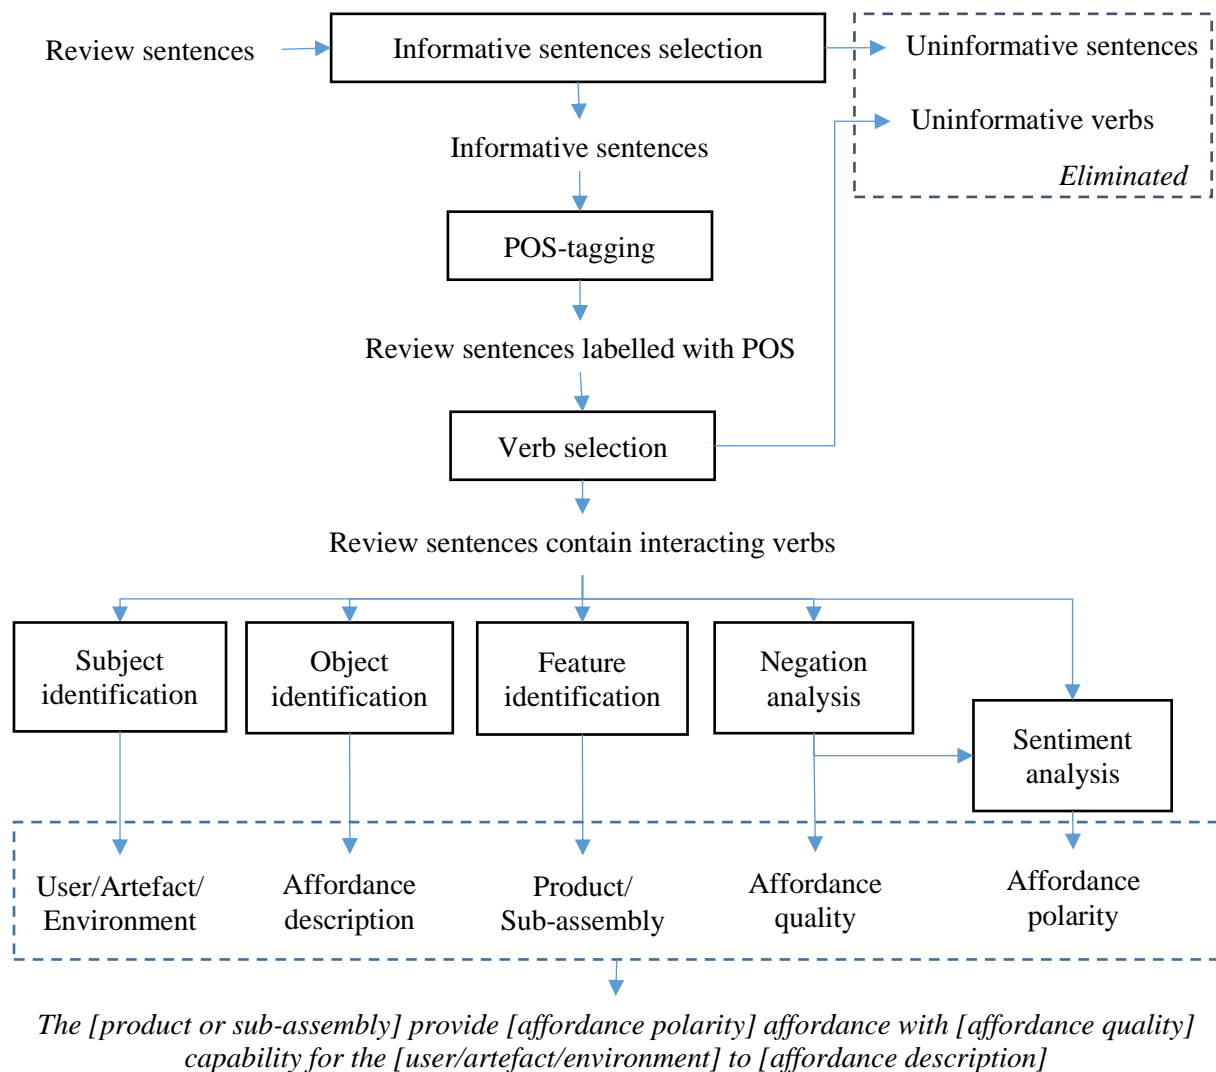 Review sentences
Informative sentences selection
Uninformative sentences
Uninformative verbs
Eliminated
Informative sentences
POS-tagging
Review sentences labelled with POS
Verb selection
Review sentences contain interacting verbs
Subject
identification
Object
identification
Feature
identification
Negation
analysis
Sentiment
analysis
User/Artefact/
Environment
Affordance
description
Product/
Sub-assembly
Affordance
quality
Affordance
polarity
The [product or sub-assembly] provide [affordance polarity] affordance with [affordance quality]
capability for the [user/artefact/environment] to [affordance description]